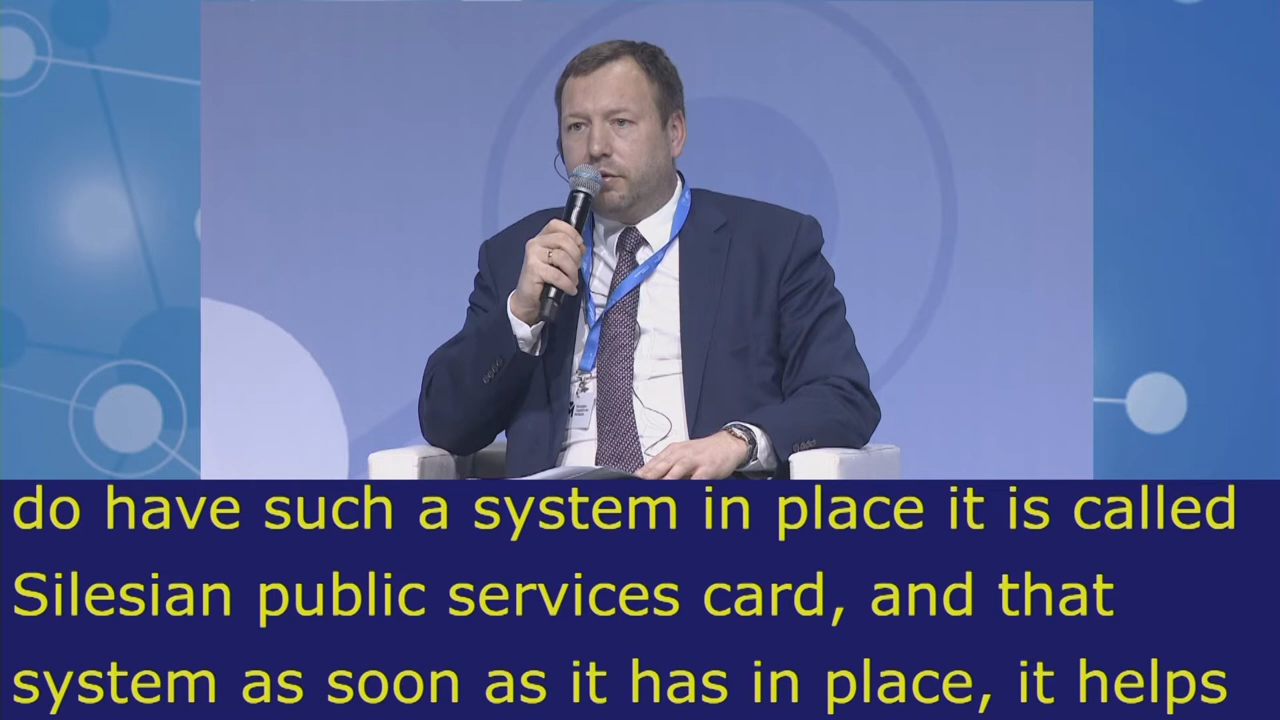 do have such a system in place it is called
Silesian public services card, and that
system as soon as it has in place, it helps